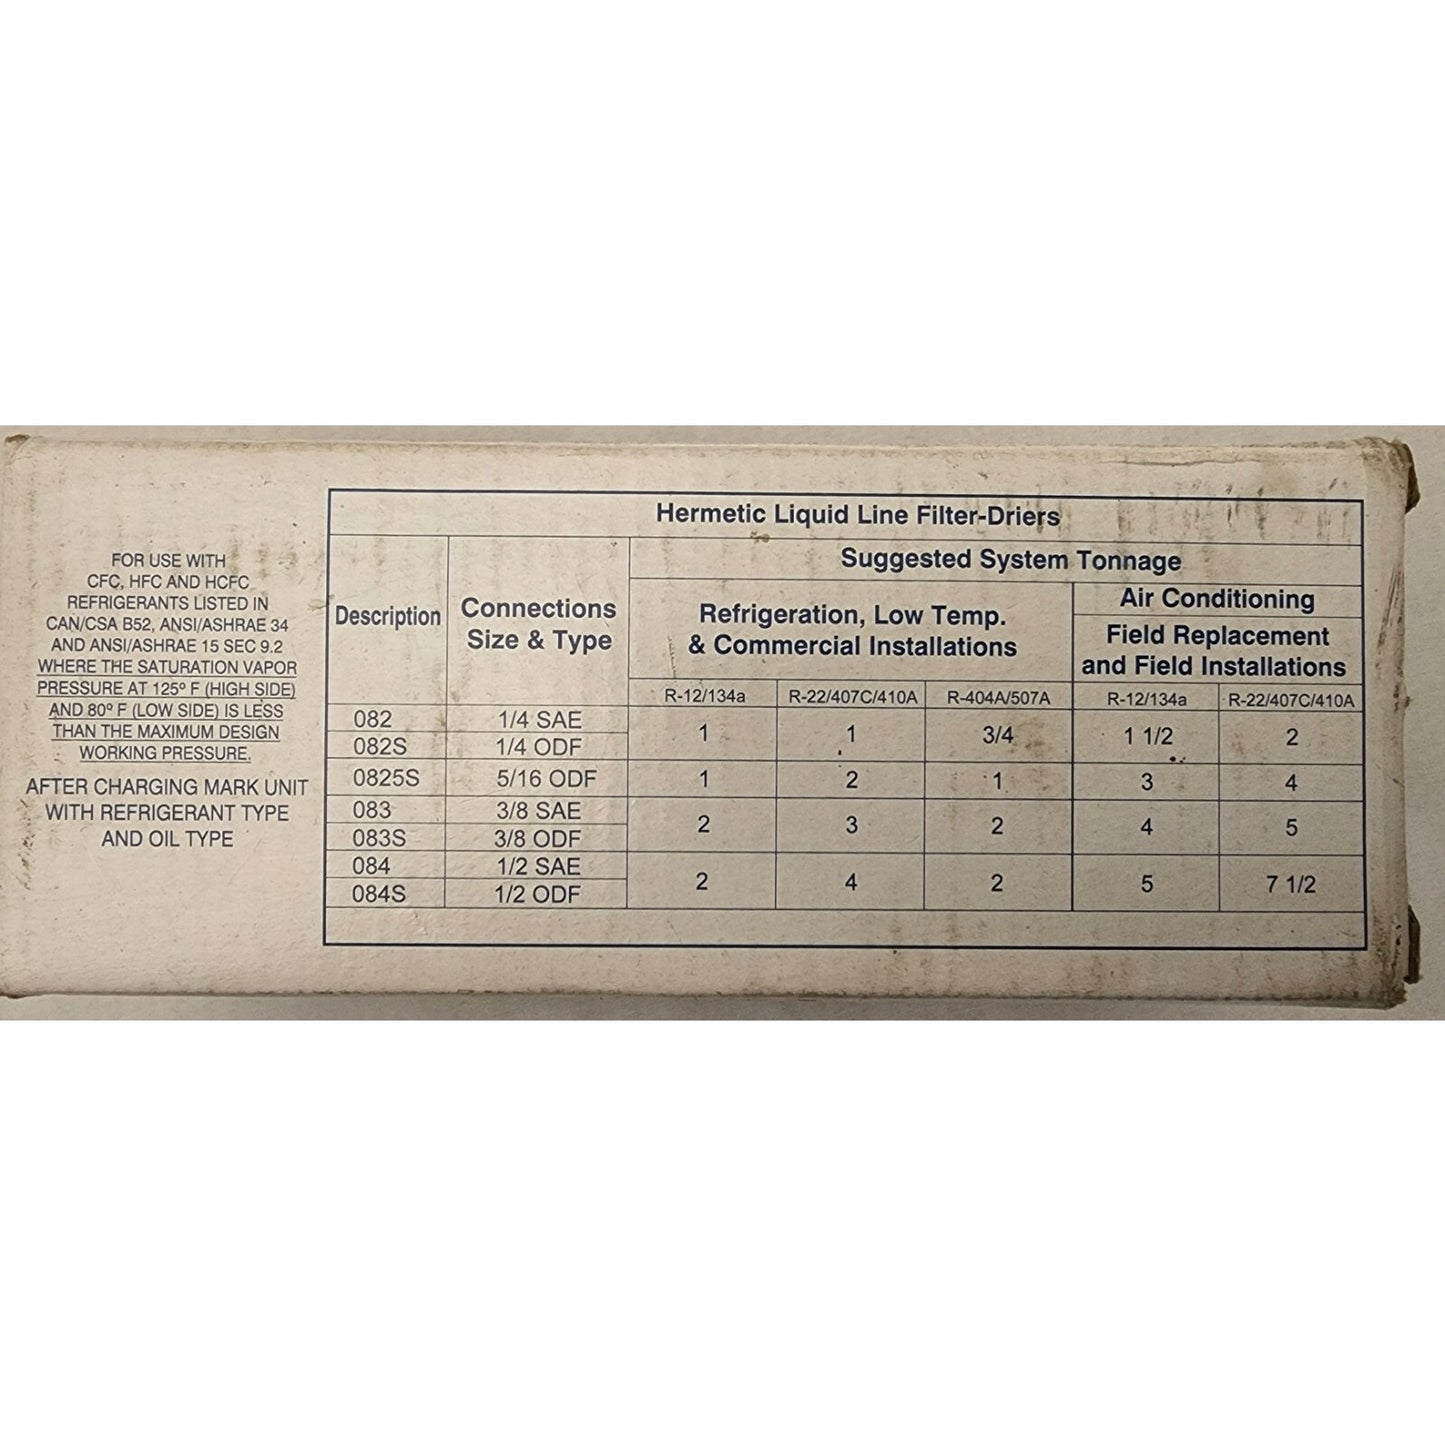 FOR USE WITH
CFC, HFC AND HCFC
REFRIGERANTS LISTED IN
CAN/CSA B52, ANSI/ASHRAE 34
AND ANSI/ASHRAE 15 SEC 9.2
WHERE THE SATURATION VAPOR
PRESSURE AT 125º F (HIGH SIDE)
AND 80º F (LOW SIDE) IS LESS
THAN THE MAXIMUM DESIGN
WORKING PRESSURE.
AFTER CHARGING MARK UNIT
WITH REFRIGERANT TYPE
AND OIL TYPE
Hermetic Liquid Line Filter-Driers
Suggested System Tonnage
Description
Connections
Size & Type
Refrigeration, Low Temp.
& Commercial Installations
Air Conditioning
Field Replacement
and Field Installations
R-12/134a R-22/407C/410A R-404A/507A R-12/134a R-22/407C/410A
082 1/4 SAE
082S 1/4 ODF
1 1 3/4 1 1/2 2
0825S 5/16 ODF 1 2 1 3 4
083 3/8 SAE
083S 3/8 ODF
2 3 2 4 5
084 1/2 SAE
084S 1/2 ODF
2 4 2 5 7 1/2